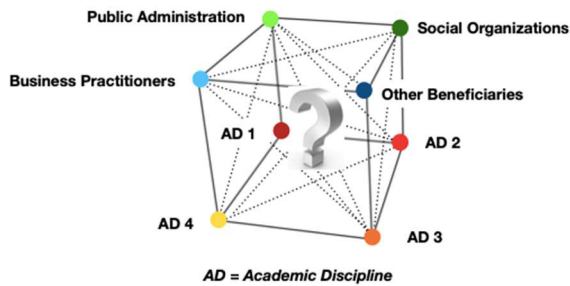 Public Administration
Social Organizations
Business Practitioners
Other Beneficiaries
?
AD 1
AD 2
AD 4
AD 3
AD = Academic Discipline